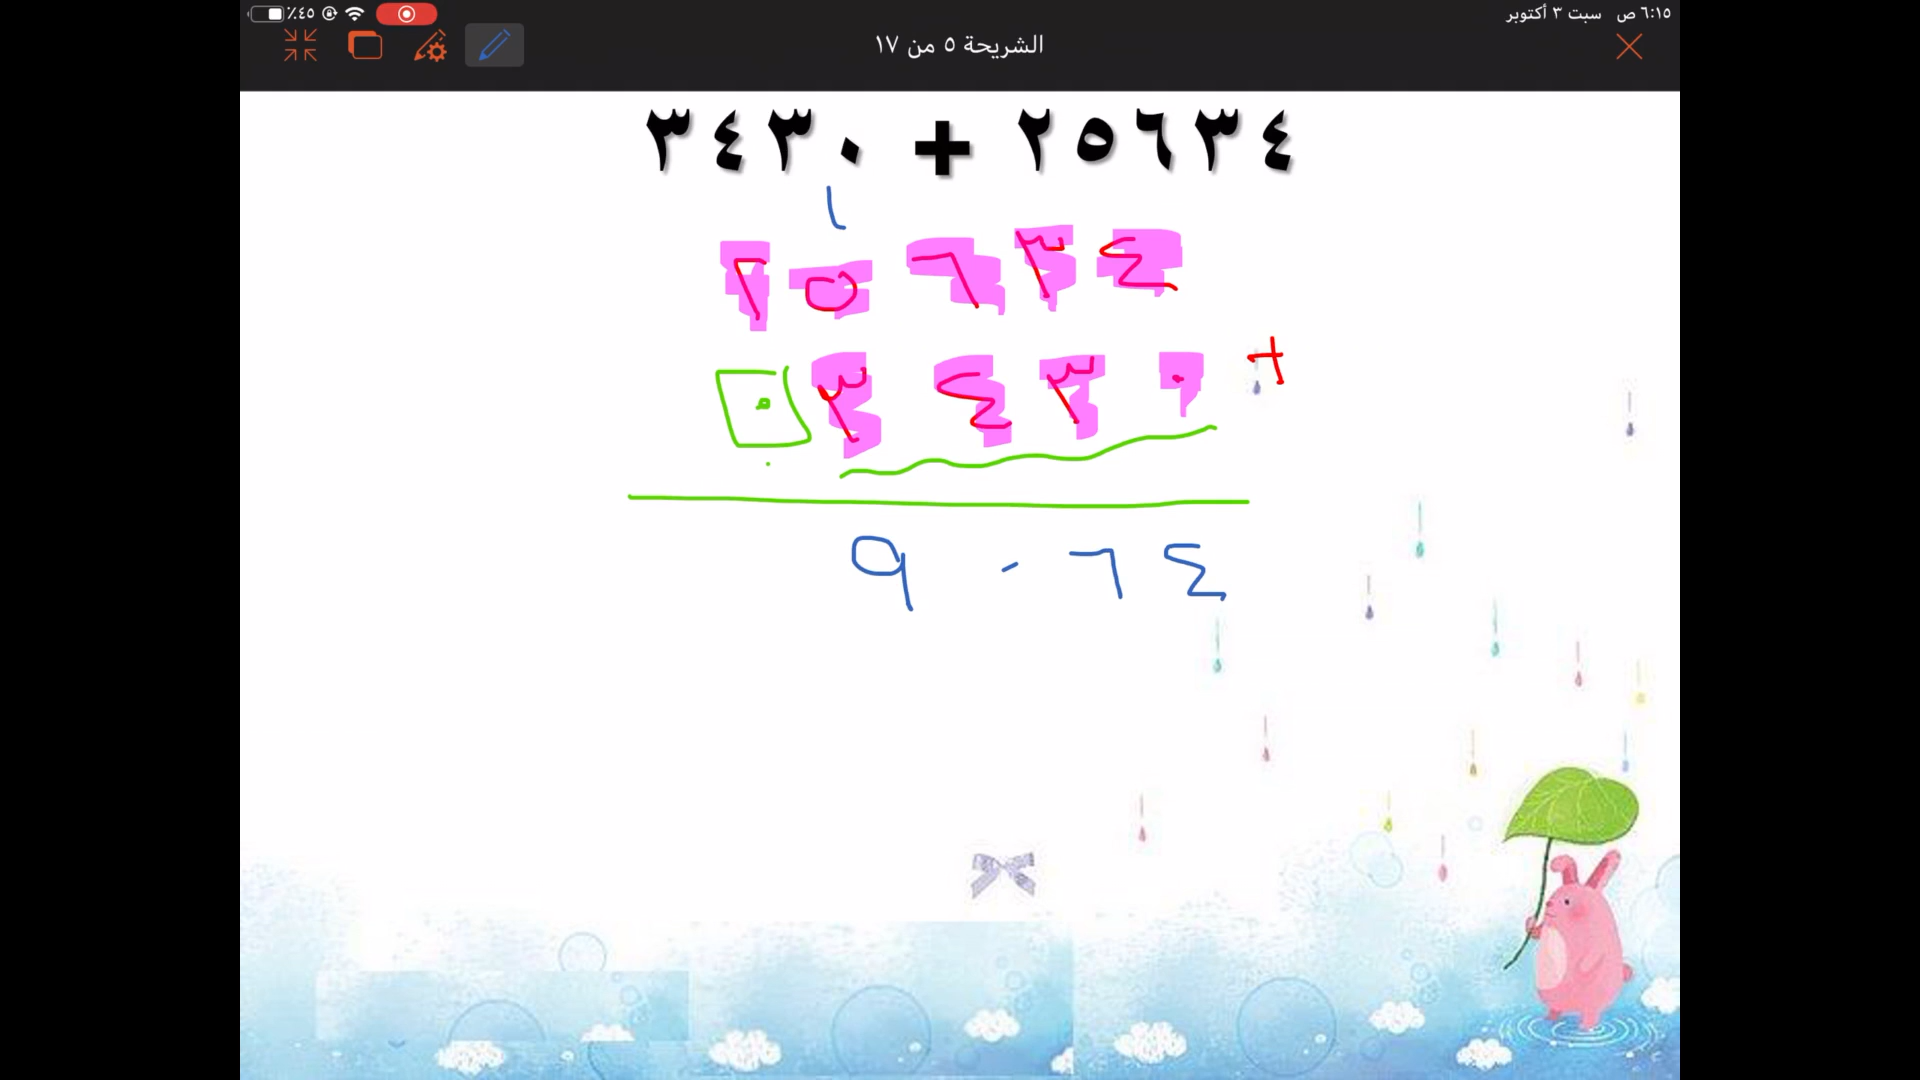 ٦:١٥ ص سبت ٣ أكتوبر ٤٥٪
الشريحة ٥ من ١٧
٣٤٣٠ + ٢٥٦٣٤
١
٢٥٦٣٤
٠٣٤٣٠ +
٩٠٦٤